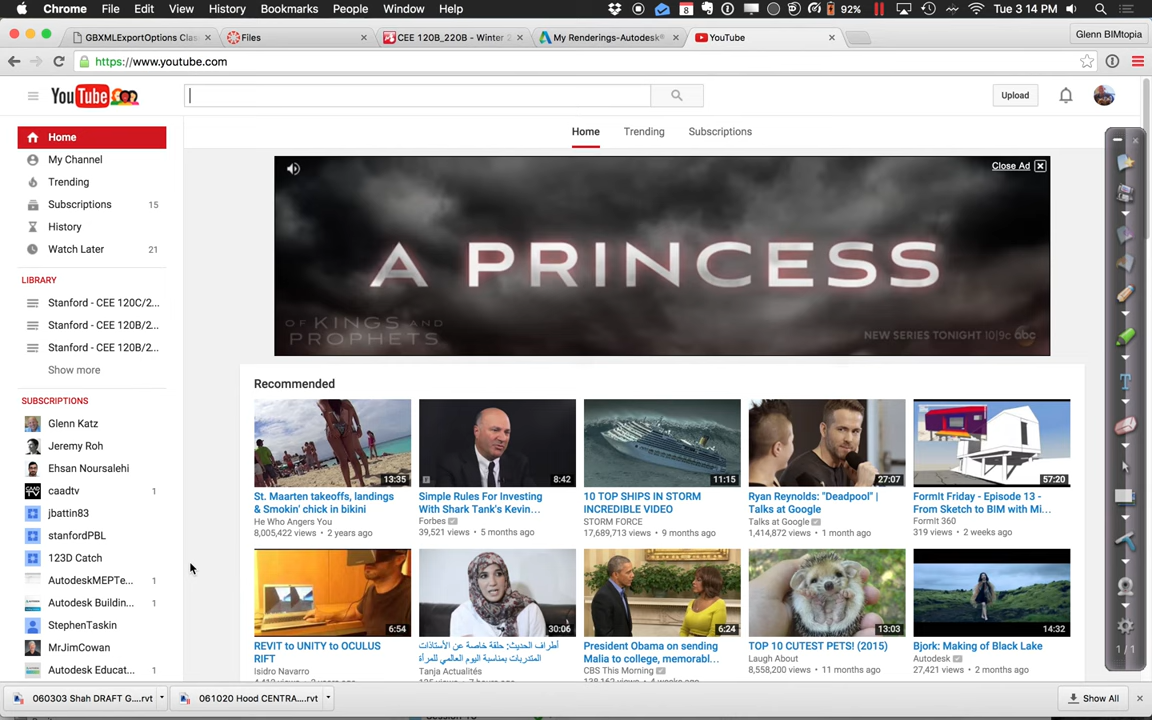 Chrome File Edit View History Bookmarks People Window Help 8 92% Tue 3 14 PM
GBXMLExportOptions Clas Files CEE 120B_220B - Winter 2 My Renderings-Autodesk® YouTube Glenn BIMtopia
https://www.youtube.com
YouTube Upload
Home Trending Subscriptions
Home
My Channel
Trending
Subscriptions 15
History
Watch Later 21
LIBRARY
Stanford - CEE 120C/2...
Stanford - CEE 120B/2...
Stanford - CEE 120B/2...
Show more
SUBSCRIPTIONS
Glenn Katz
Jeremy Roh
Ehsan Noursalehi
caadtv 1
jbattin83
stanfordPBL
123D Catch
AutodeskMEPTe... 1
Autodesk Buildin... 1
StephenTaskin
MrJimCowan
Autodesk Educat... 1
Close Ad X
A PRINCESS
OF KINGS AND
PROPHETS
NEW SERIES TONIGHT 10|9c abc
Recommended
13:35
St. Maarten takeoffs, landings
& Smokin' chick in bikini
He Who Angers You
8,005,422 views • 2 years ago
8:42
Simple Rules For Investing
With Shark Tank's Kevin...
Forbes
39,521 views • 5 months ago
11:15
10 TOP SHIPS IN STORM
INCREDIBLE VIDEO
STORM FORCE
17,689,713 views • 9 months ago
27:07
Ryan Reynolds: "Deadpool" |
Talks at Google
Talks at Google
1,414,872 views • 1 month ago
57:20
FormIt Friday - Episode 13 -
From Sketch to BIM with Mi...
FormIt 360
319 views • 2 weeks ago
6:54
REVIT to UNITY to OCULUS
RIFT
Isidro Navarro
30:06
أطراف الحديث: حلقة خاصة عن الأستاذات
المتدربات بمناسبة اليوم العالمي للمرأة
Tanja Actualités
6:24
President Obama on sending
Malia to college, memorabl...
CBS This Morning
13:03
TOP 10 CUTEST PETS! (2015)
Laugh About
8,558,200 views • 11 months ago
14:32
Bjork: Making of Black Lake
Autodesk
27,421 views • 2 months ago
1 / 1
060303 Shah DRAFT G....rvt 061020 Hood CENTRA....rvt Show All